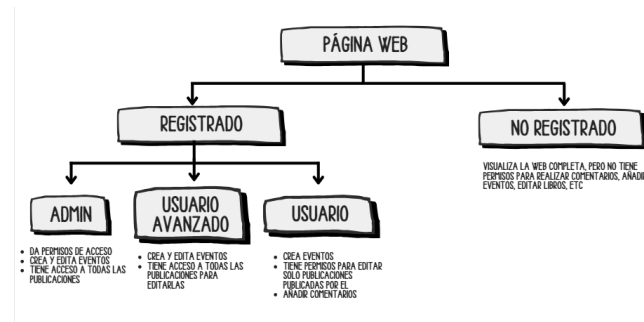 PÁGINA WEB
REGISTRADO
NO REGISTRADO
VISUALIZA LA WEB COMPLETA, PERO NO TIENE
PERMISOS PARA REALIZAR COMENTARIOS, AÑADIR
EVENTOS, EDITAR LIBROS, ETC
ADMIN
• DA PERMISOS DE ACCESO
• CREA Y EDITA EVENTOS
• TIENE ACCESO A TODAS LAS
PUBLICACIONES
USUARIO
AVANZADO
• CREA Y EDITA EVENTOS
• TIENE ACCESO A TODAS LAS
PUBLICACIONES PARA
EDITARLAS
USUARIO
• CREA EVENTOS
• TIENE PERMISOS PARA EDITAR
SOLO PUBLICACIONES
PUBLICADAS POR EL
• AÑADIR COMENTARIOS